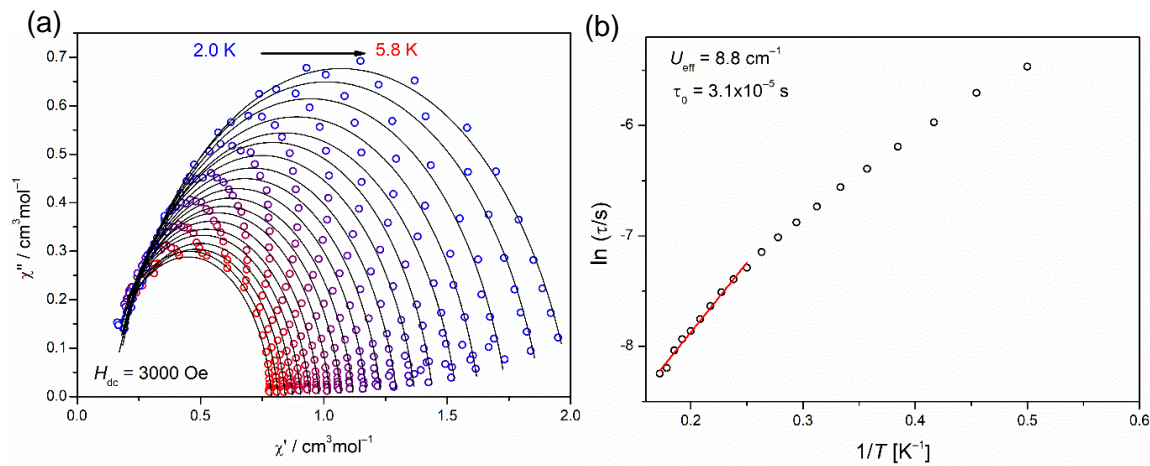 (a)
2.0 K
5.8 K
0.7
0.6
0.5
0.4
0.3
0.2
0.1
0.0
χ'' / cm³mol⁻¹
H_dc = 3000 Oe
0.0
0.5
1.0
1.5
2.0
χ' / cm³mol⁻¹
(b)
U_eff = 8.8 cm⁻¹
τ₀ = 3.1x10⁻⁵ s
-6
-7
-8
ln (τ/s)
0.2
0.3
0.4
0.5
0.6
1/T [K⁻¹]